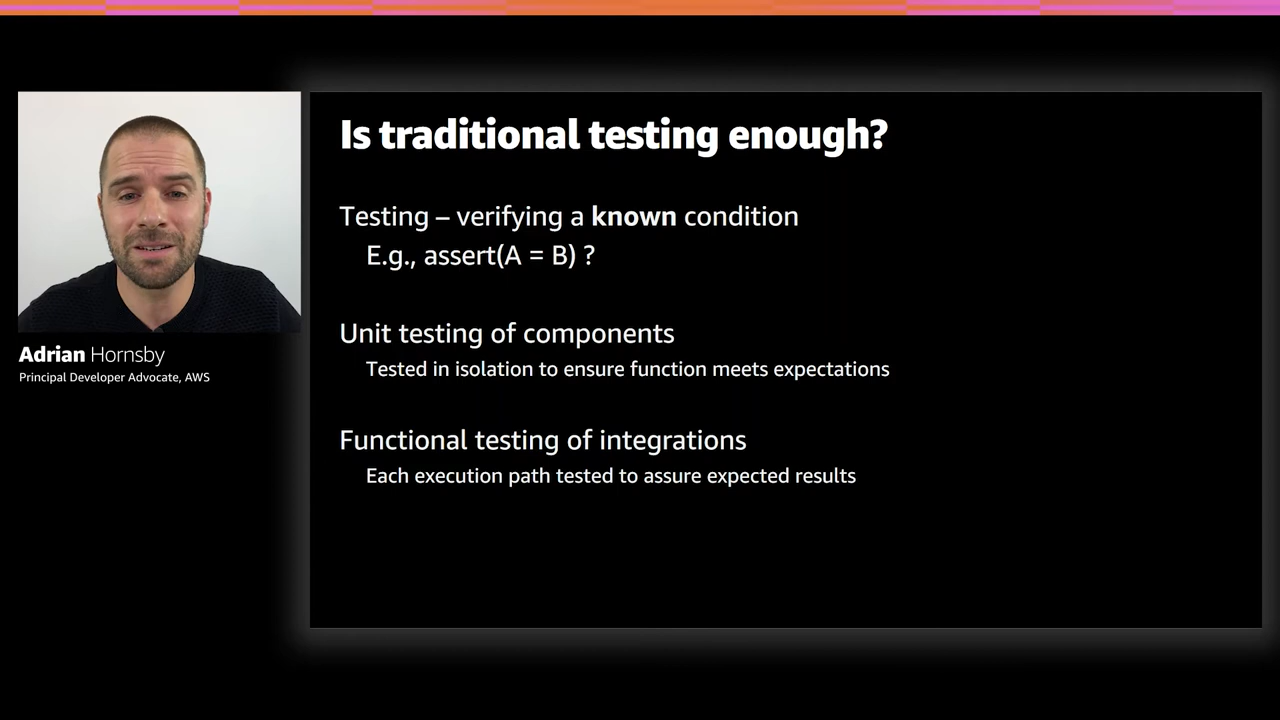 Is traditional testing enough?
Testing – verifying a known condition
E.g., assert(A = B) ?
Unit testing of components
Tested in isolation to ensure function meets expectations
Functional testing of integrations
Each execution path tested to assure expected results
Adrian Hornsby
Principal Developer Advocate, AWS